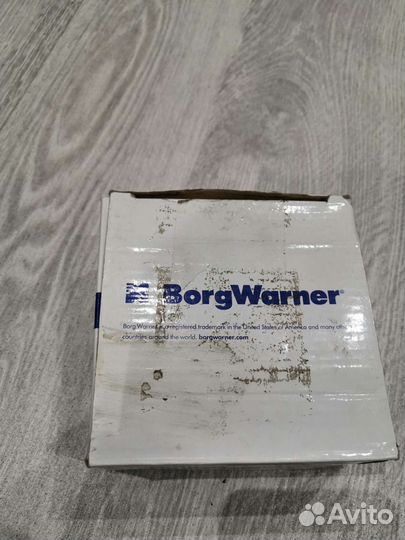 BorgWarner
BorgWarner is a registered trademark in the United States of America and many othe
countries around the world. borgwarner.com
Avito